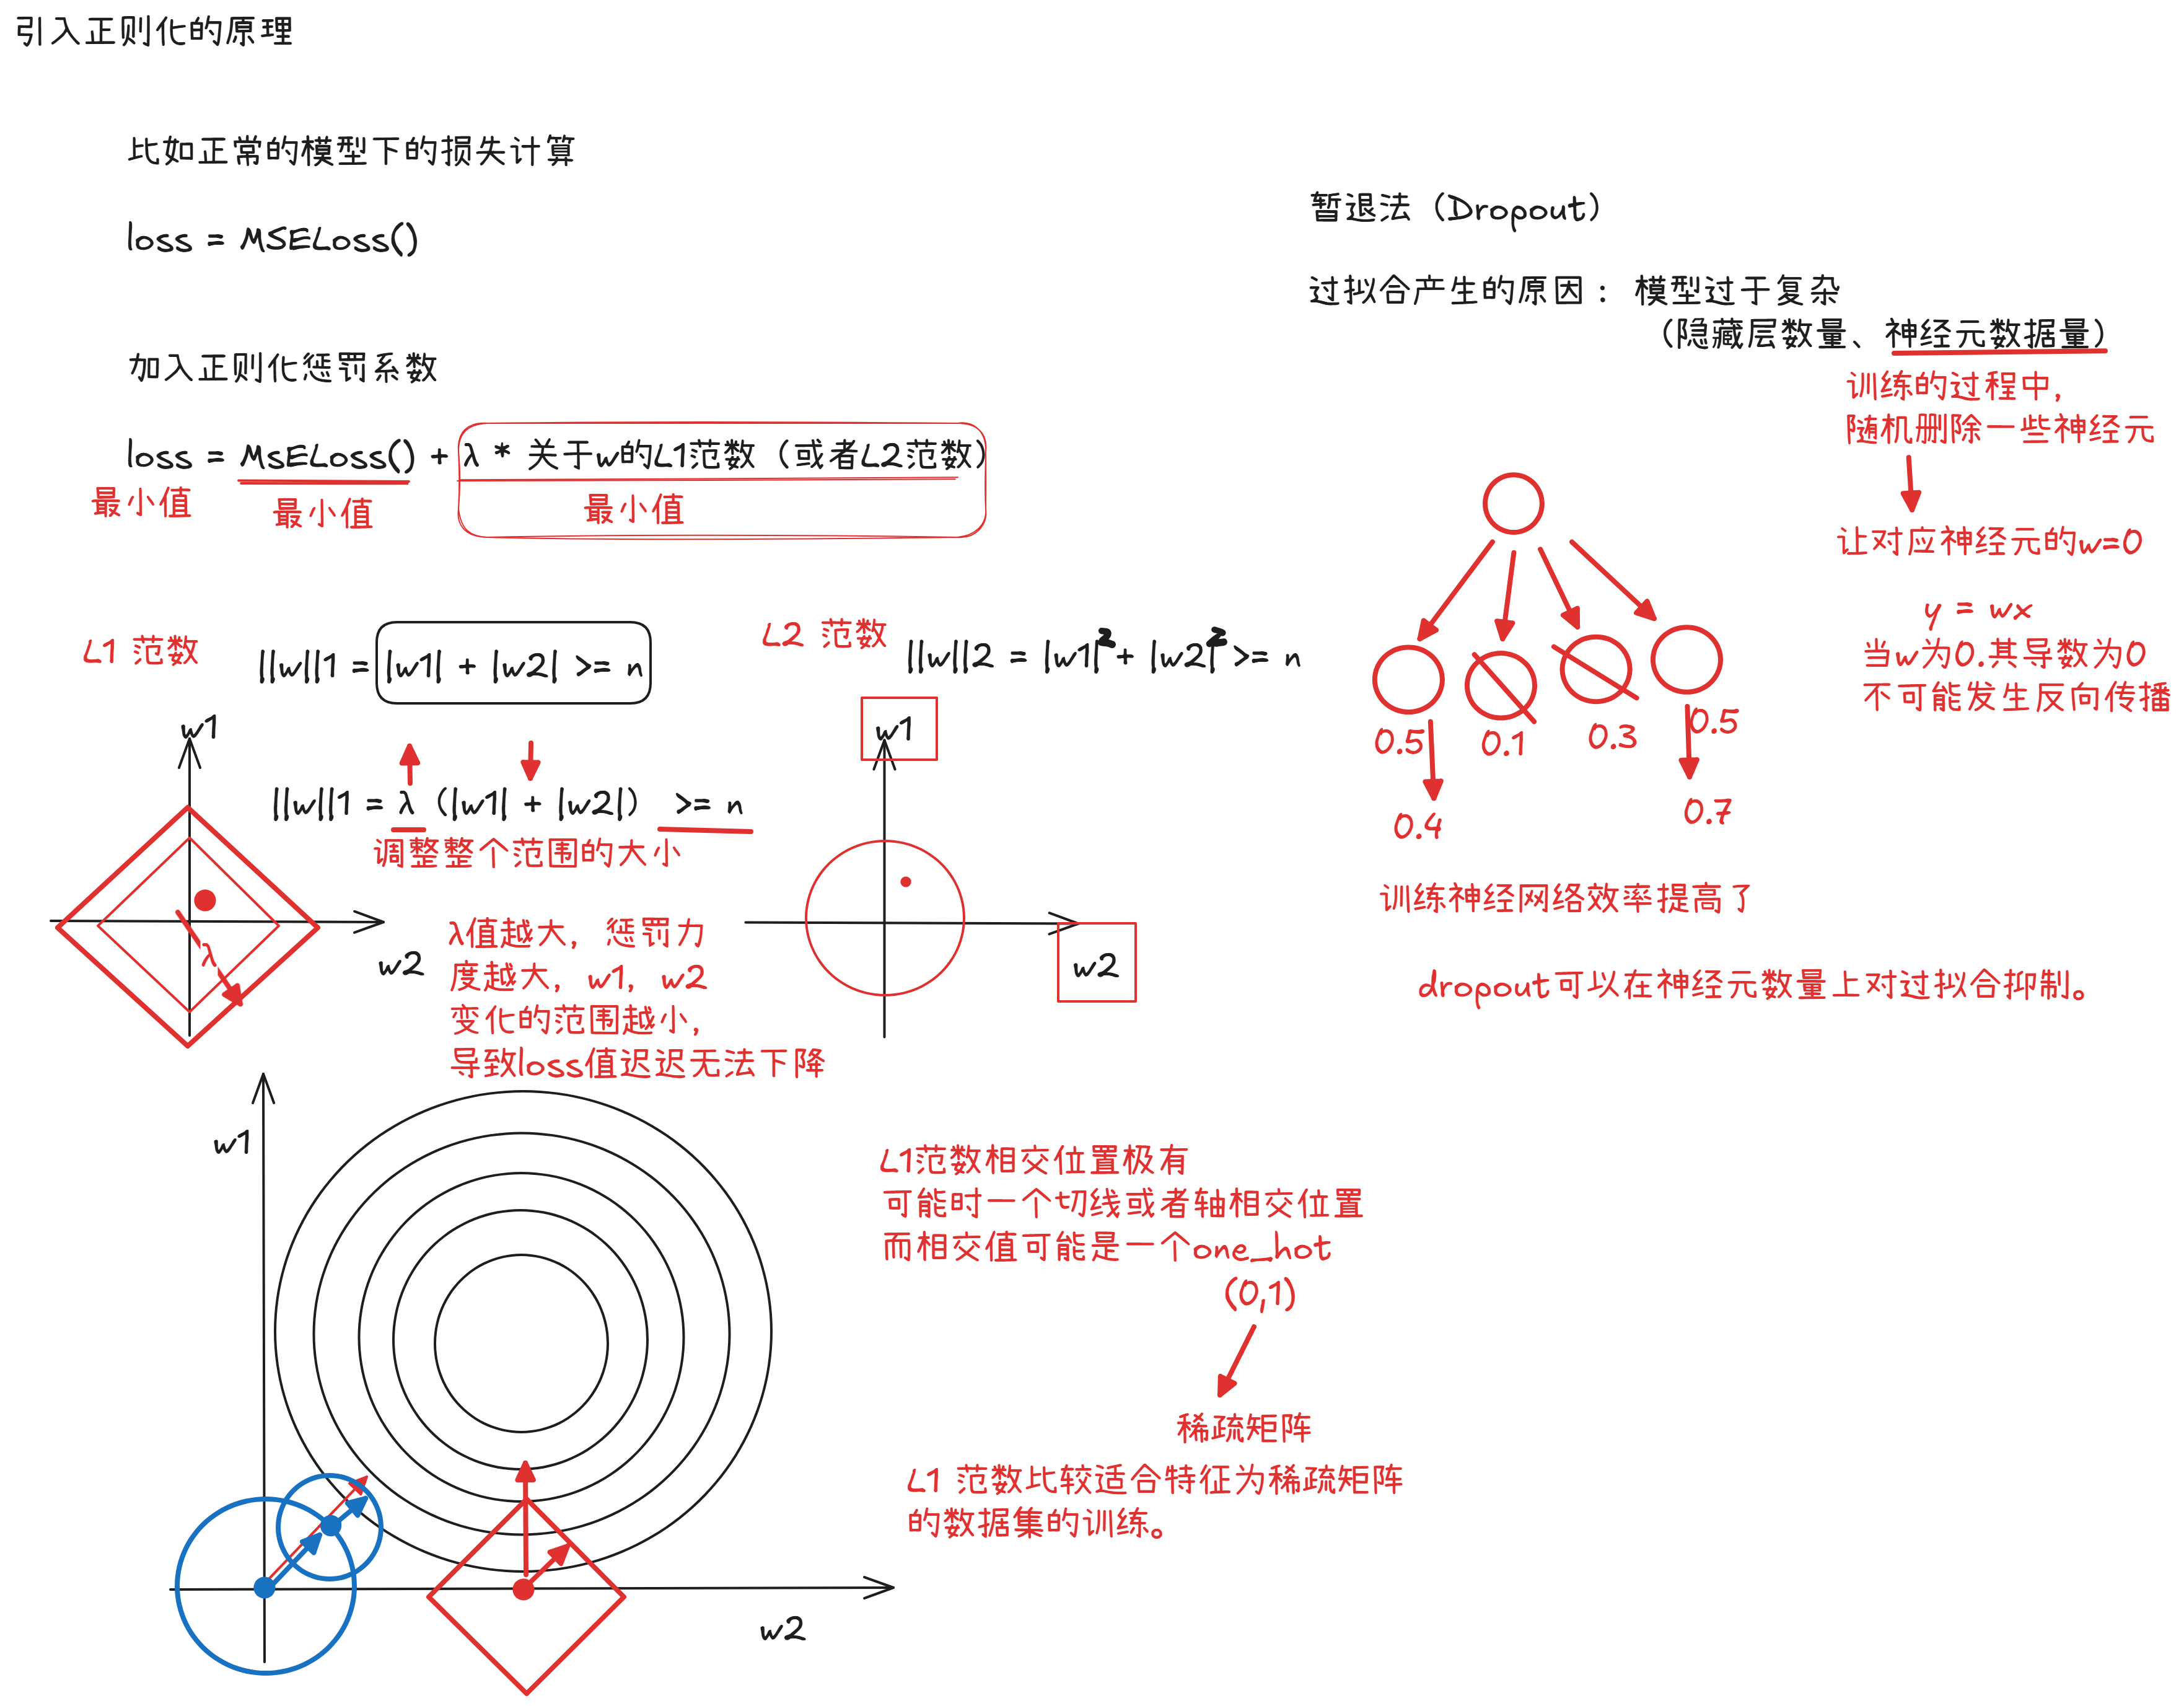 引入正则化的原理
比如正常的模型下的损失计算
loss = MSELoss()
加入正则化惩罚系数
loss = MsELoss() + λ * 关于w的L1范数（或者L2范数）
最小值
最小值
最小值
L1 范数
||w||1 = |w1| + |w2| >= n
L2 范数
||w||2 = |w1|² + |w2|² >= n
w1
||w||1 = λ (|w1| + |w2|) >= n
调整整个范围的大小
λ
w2
λ值越大，惩罚力
度越大，w1，w2
变化的范围越小，
导致loss值迟迟无法下降
w1
w2
w1
w2
L1范数相交位置极有
可能时一个切线或者轴相交位置
而相交值可能是一个one_hot
(0,1)
稀疏矩阵
L1 范数比较适合特征为稀疏矩阵
的数据集的训练。
暂退法（Dropout）
过拟合产生的原因： 模型过于复杂
（隐藏层数量、神经元数据量）
训练的过程中，
随机删除一些神经元
让对应神经元的w=0
y = wx
当w为0.其导数为0
不可能发生反向传播
0.5
0.1
0.3
0.5
0.4
0.7
训练神经网络效率提高了
dropout可以在神经元数量上对过拟合抑制。